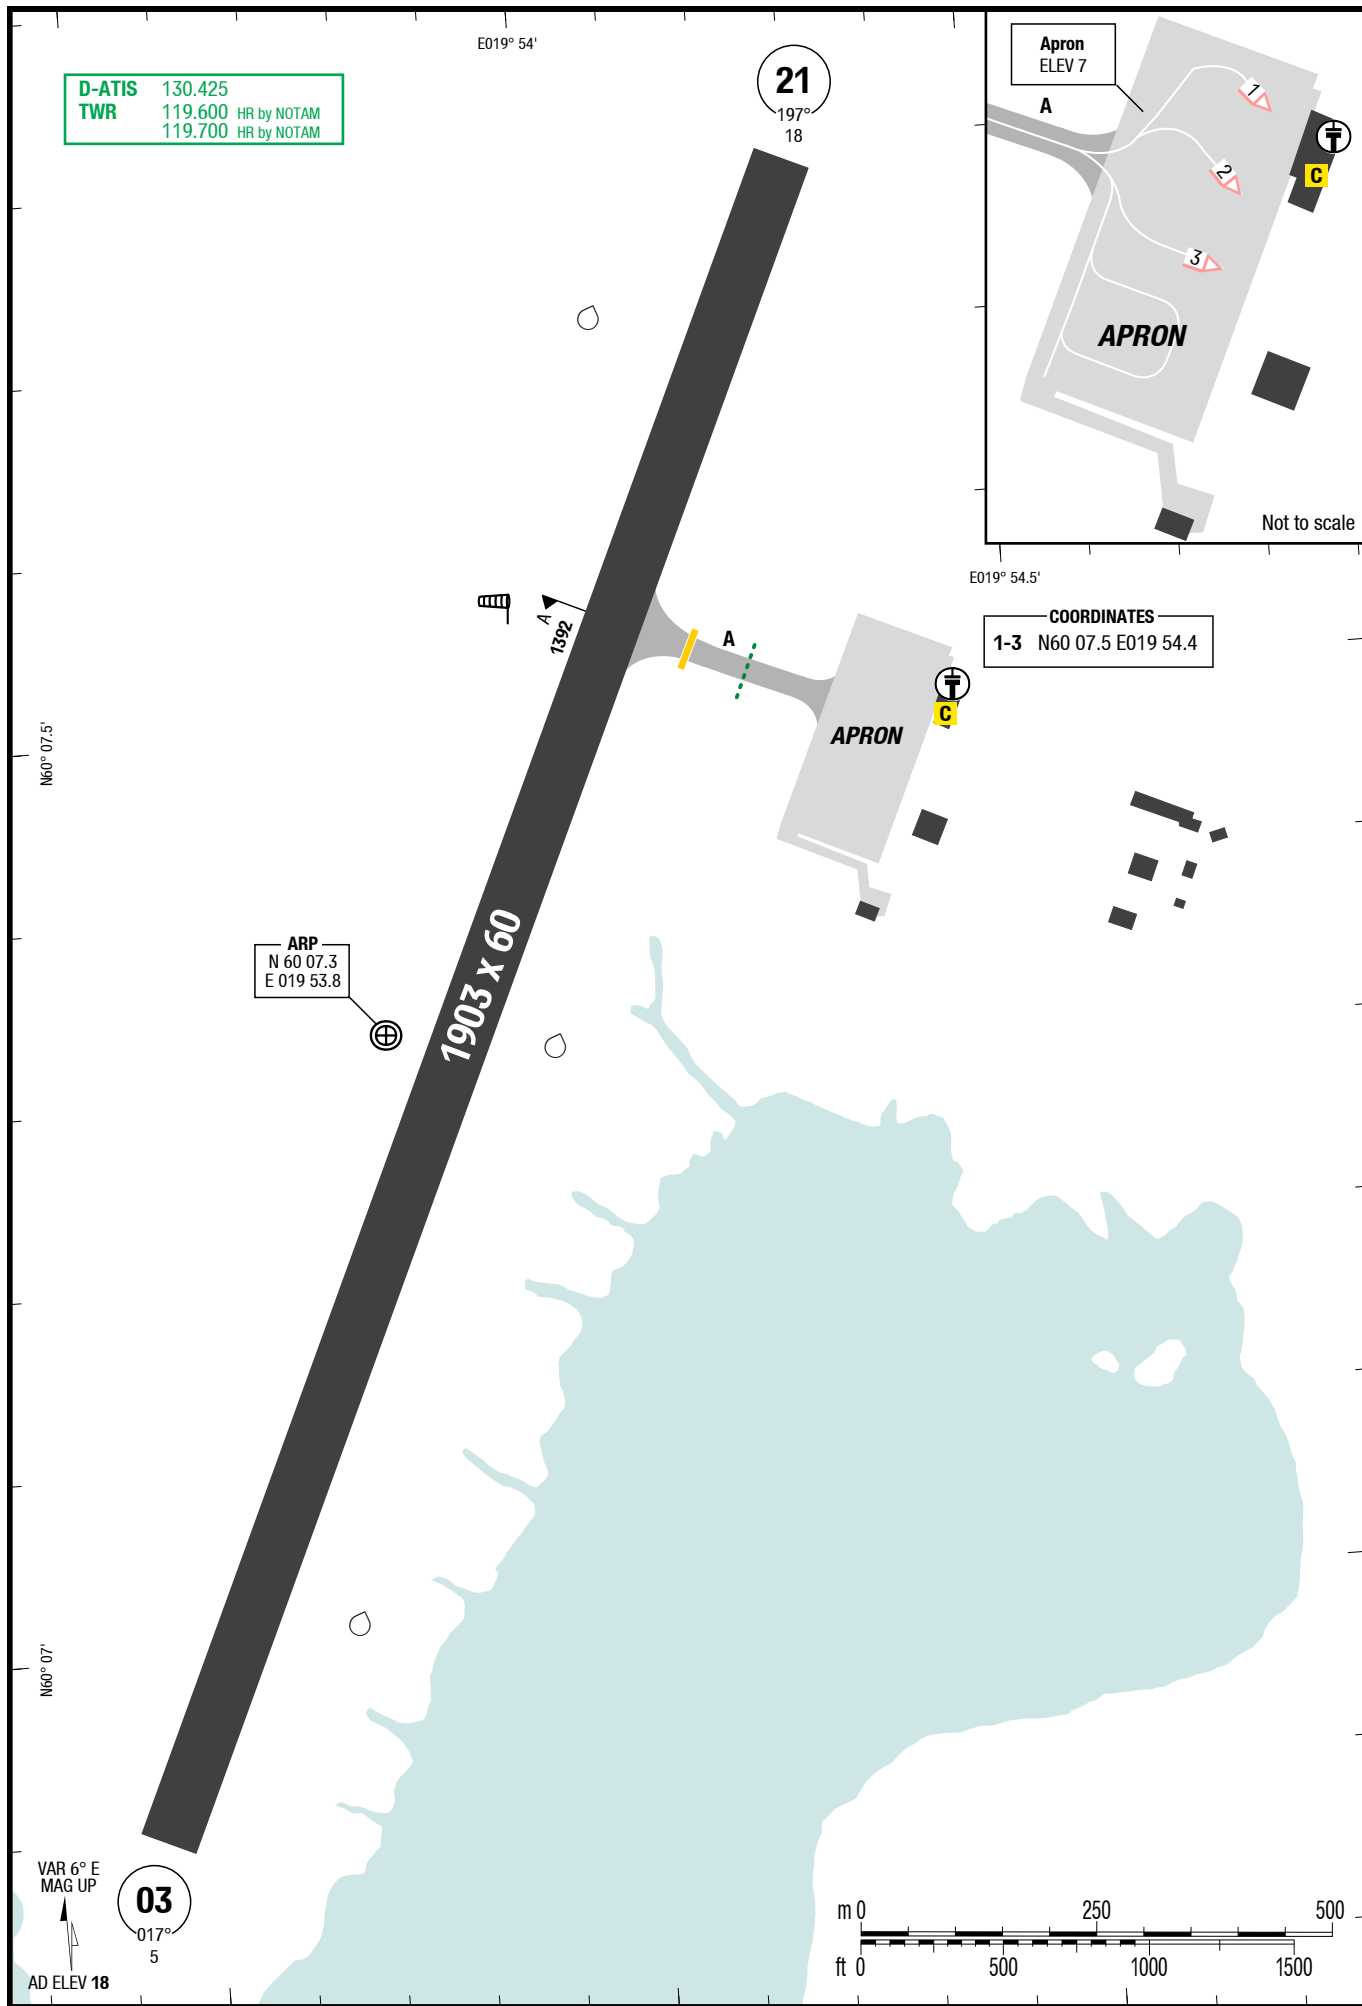 E019° 54'
D-ATIS 130.425
TWR 119.600 HR by NOTAM
119.700 HR by NOTAM
21
197°
18
Apron
ELEV 7
A
1
2
3
C
APRON
Not to scale
E019° 54.5'
COORDINATES
1-3 N60 07.5 E019 54.4
A
1392
A
C
APRON
N60° 07.5'
1903 x 60
ARP
N 60 07.3
E 019 53.8
N60° 07'
VAR 6° E
MAG UP
03
017°
5
AD ELEV 18
m 0 250 500
ft 0 500 1000 1500